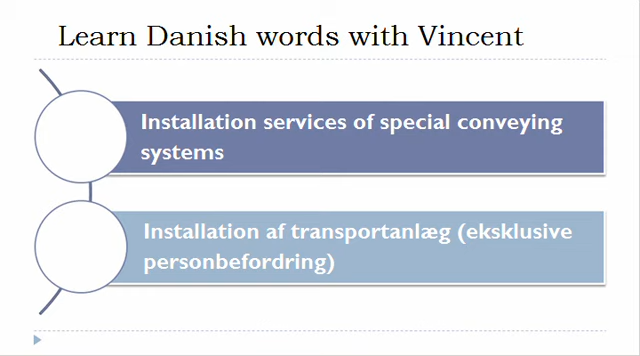 Learn Danish words with Vincent
Installation services of special conveying
systems
Installation af transportanlæg (eksklusive
personbefordring)